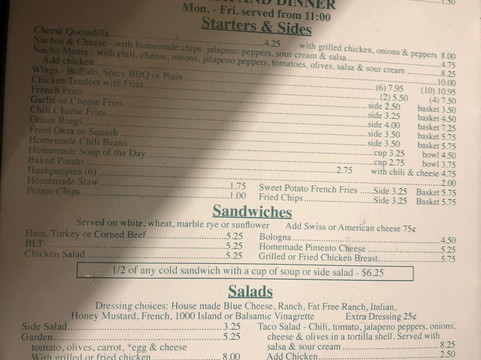 1.50
AND DINNER
Mon. - Fri. served from 11:00
Starters & Sides
Cheese Quesadilla 4.25 with grilled chicken, onions & peppers 8.00
Nachos & Cheese - with homemade chips, jalapeno peppers, sour cream & salsa 4.75
Nacho Mama - with chili, cheese, onions, jalapeno peppers, tomatoes, olives, salsa & sour cream 8.25
Add chicken 10.00
Wings - Buffalo, Spicy BBQ or Plain (6) 7.95 (10) 10.95
Chicken Tenders with Fries (2) 5.50 (4) 7.50
French Fries side 2.50 basket 3.50
Garlic or Cheese Fries side 3.25 basket 4.50
Chili Cheese Fries side 4.00 basket 7.25
Onion Rings side 3.50 basket 5.75
Fried Okra or Squash side 3.50 basket 5.75
Homemade Chili Beans cup 3.25 bowl 4.50
Homemade Soup of the Day cup 2.75 bowl 3.75
Baked Potato 2.75 with chili & cheese 4.75
Hushpuppies (6) 2.00
Homemade Slaw 1.75 Sweet Potato French Fries Side 3.25 Basket 5.75
Potato Chips 1.00 Fried Chips Side 3.25 Basket 5.75
Sandwiches
Served on white, wheat, marble rye or sunflower Add Swiss or American cheese 75¢
Ham, Turkey or Corned Beef 5.25 Bologna 4.50
BLT 5.25 Homemade Pimento Cheese 5.25
Chicken Salad 5.25 Grilled or Fried Chicken Breast 5.75
1/2 of any cold sandwich with a cup of soup or side salad - $6.25
Salads
Dressing choices: House made Blue Cheese, Ranch, Fat Free Ranch, Italian,
Honey Mustard, French, 1000 Island or Balsamic Vinagrette Extra Dressing 25¢
Side Salad 3.25 Taco Salad - Chili, tomato, jalapeno peppers, onions,
Garden 5.25 cheese & olives in a tortilla shell. Served with
tomato, olives, carrot, *egg & cheese salsa & sour cream 8.25
With grilled or fried chicken 8.00 Add Chicken 2.50